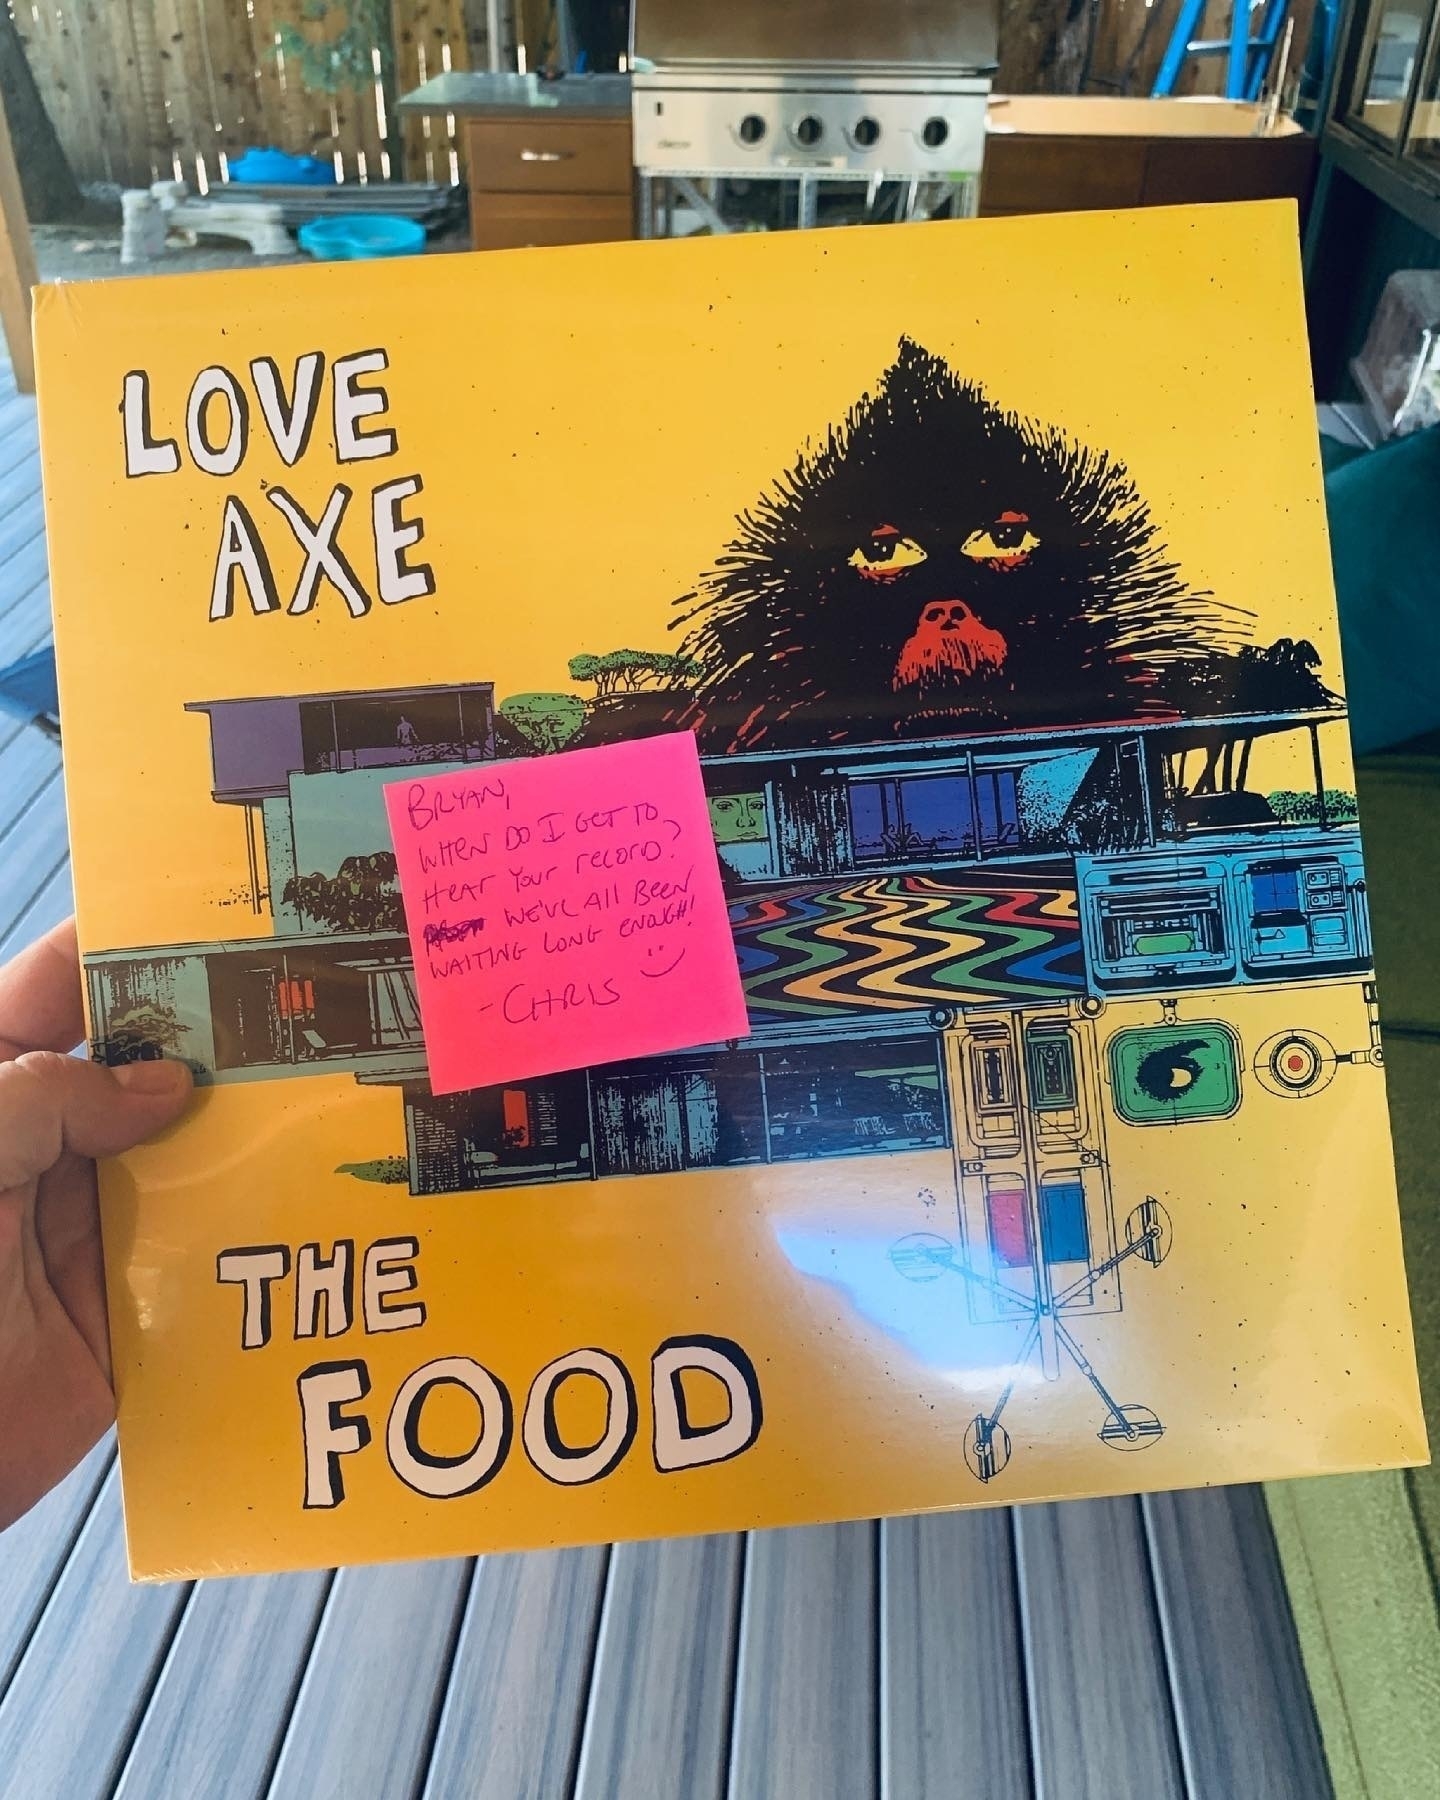 LOVE
AXE
BRYAN,
WHEN DO I GET TO
HEAR YOUR RECORD?
WE'VE ALL BEEN
WAITING LONG ENOUGH!
- CHRIS
THE
FOOD